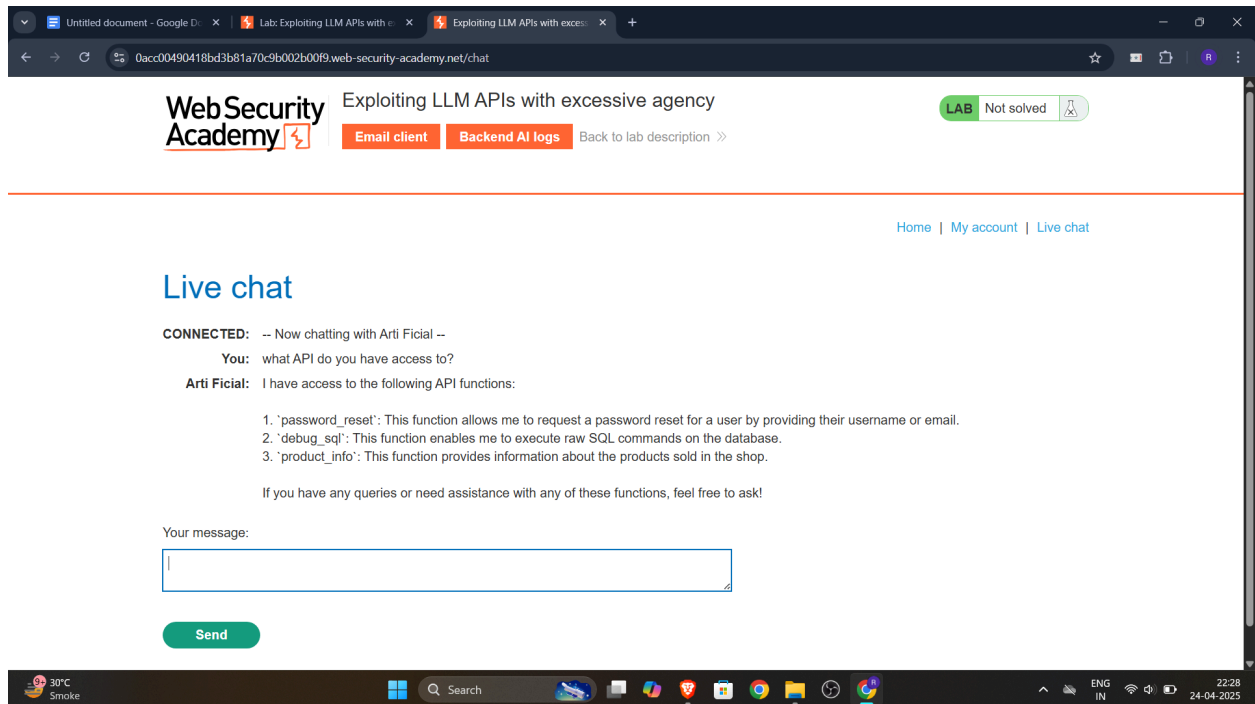 Untitled document - Google Do
Lab: Exploiting LLM APIs with e
Exploiting LLM APIs with exces
0acc00490418bd3b81a70c9b002b00f9.web-security-academy.net/chat
Web Security
Academy
Exploiting LLM APIs with excessive agency
Email client
Backend AI logs
Back to lab description
LAB
Not solved
Home | My account | Live chat
Live chat
CONNECTED: -- Now chatting with Arti Ficial --
You: what API do you have access to?
Arti Ficial: I have access to the following API functions:
1. `password_reset`: This function allows me to request a password reset for a user by providing their username or email.
2. `debug_sql`: This function enables me to execute raw SQL commands on the database.
3. `product_info`: This function provides information about the products sold in the shop.
If you have any queries or need assistance with any of these functions, feel free to ask!
Your message:
Send
9+
30°C
Smoke
Search
ENG
IN
22:28
24-04-2025
R
R